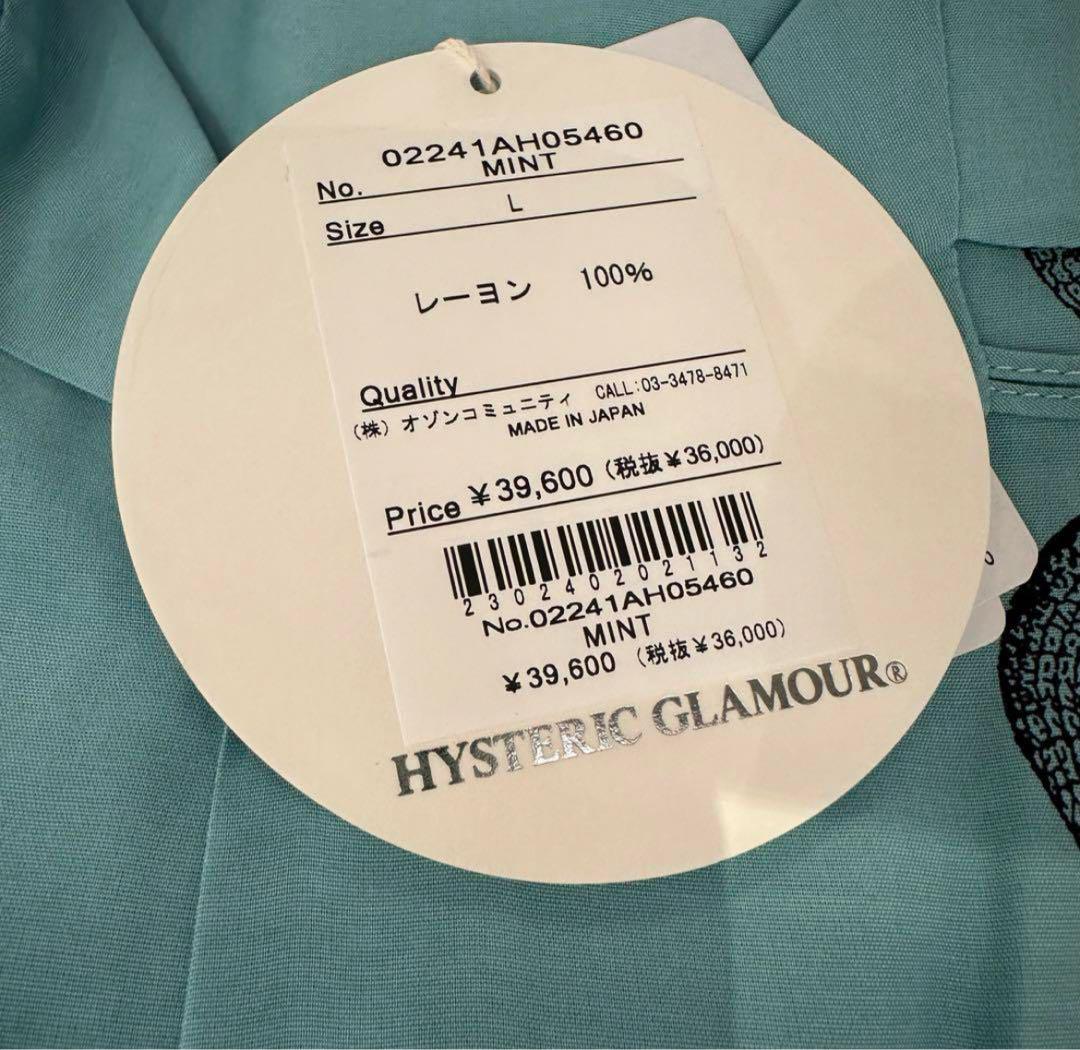 02241AH05460
MINT
No.
L
Size
レーヨン 100%
Quality
(株)オゾンコミュニティ CALL:03-3478-8471
MADE IN JAPAN
Price ¥39,600(税抜¥36,000)
2302402021132
No.02241AH05460
MINT
¥39,600 (税抜¥36,000)
HYSTERIC GLAMOUR®